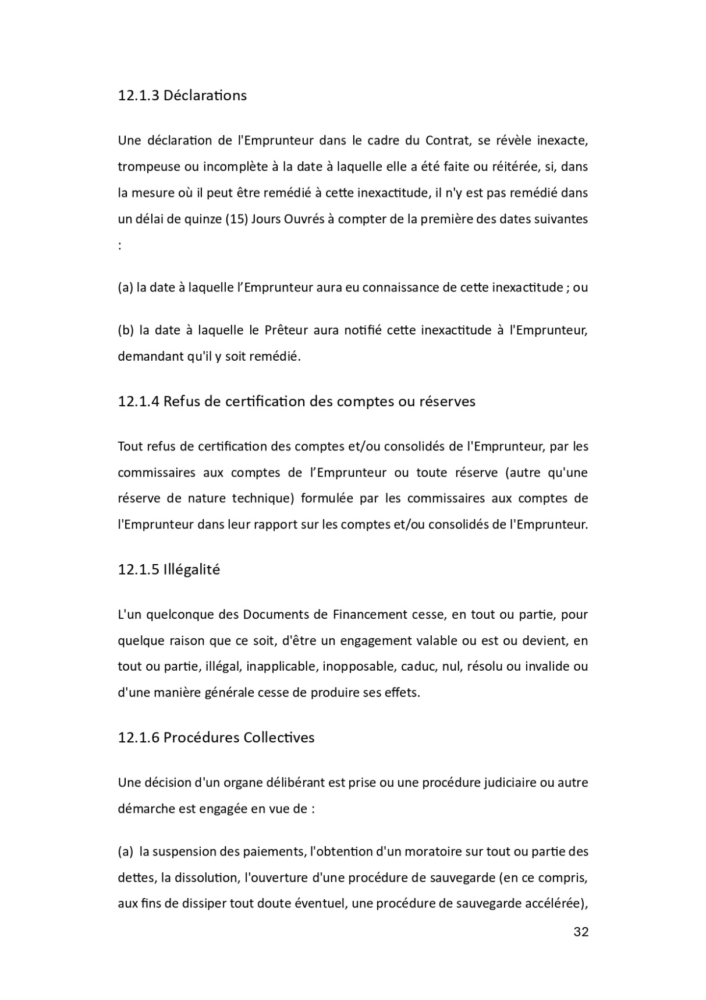 12.1.3 Déclarations
Une déclaration de l'Emprunteur dans le cadre du Contrat, se révèle inexacte,
trompeuse ou incomplète à la date à laquelle elle a été faite ou réitérée, si, dans
la mesure où il peut être remédié à cette inexactitude, il n'y est pas remédié dans
un délai de quinze (15) Jours Ouvrés à compter de la première des dates suivantes
:
(a) la date à laquelle l’Emprunteur aura eu connaissance de cette inexactitude ; ou
(b) la date à laquelle le Prêteur aura notifié cette inexactitude à l'Emprunteur,
demandant qu'il y soit remédié.
12.1.4 Refus de certification des comptes ou réserves
Tout refus de certification des comptes et/ou consolidés de l'Emprunteur, par les
commissaires aux comptes de l’Emprunteur ou toute réserve (autre qu'une
réserve de nature technique) formulée par les commissaires aux comptes de
l'Emprunteur dans leur rapport sur les comptes et/ou consolidés de l'Emprunteur.
12.1.5 Illégalité
L'un quelconque des Documents de Financement cesse, en tout ou partie, pour
quelque raison que ce soit, d'être un engagement valable ou est ou devient, en
tout ou partie, illégal, inapplicable, inopposable, caduc, nul, résolu ou invalide ou
d'une manière générale cesse de produire ses effets.
12.1.6 Procédures Collectives
Une décision d'un organe délibérant est prise ou une procédure judiciaire ou autre
démarche est engagée en vue de :
(a) la suspension des paiements, l'obtention d'un moratoire sur tout ou partie des
dettes, la dissolution, l'ouverture d'une procédure de sauvegarde (en ce compris,
aux fins de dissiper tout doute éventuel, une procédure de sauvegarde accélérée),
32